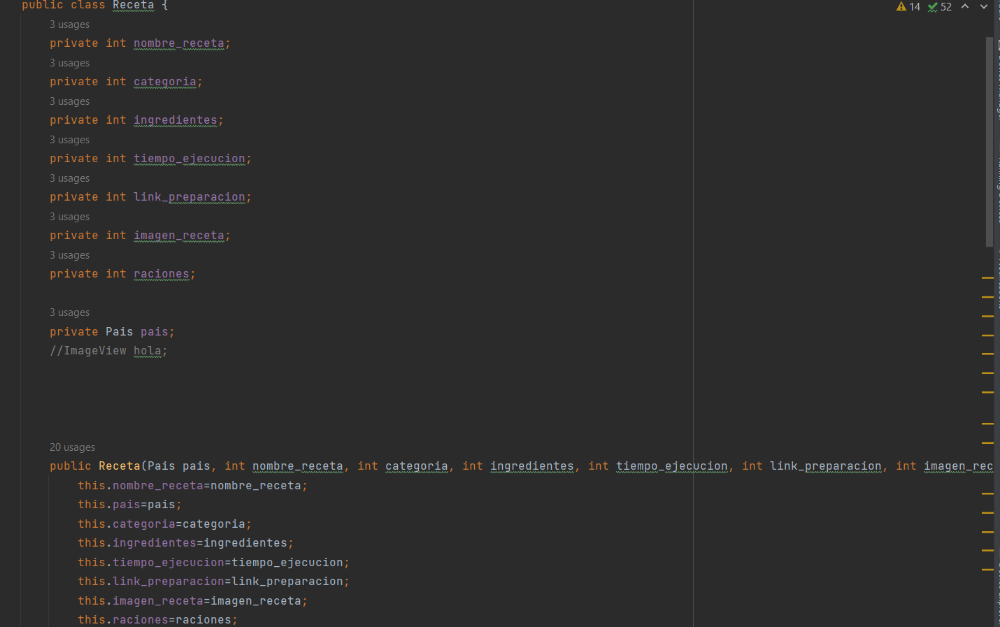 public class Receta {
14 52
3 usages
private int nombre_receta;
3 usages
private int categoria;
3 usages
private int ingredientes;
3 usages
private int tiempo_ejecucion;
3 usages
private int link_preparacion;
3 usages
private int imagen_receta;
3 usages
private int raciones;
3 usages
private Pais pais;
//ImageView hola;
20 usages
public Receta(Pais pais, int nombre_receta, int categoria, int ingredientes, int tiempo_ejecucion, int link_preparacion, int imagen_rec
this.nombre_receta=nombre_receta;
this.pais=pais;
this.categoria=categoria;
this.ingredientes=ingredientes;
this.tiempo_ejecucion=tiempo_ejecucion;
this.link_preparacion=link_preparacion;
this.imagen_receta=imagen_receta;
this.raciones=raciones;